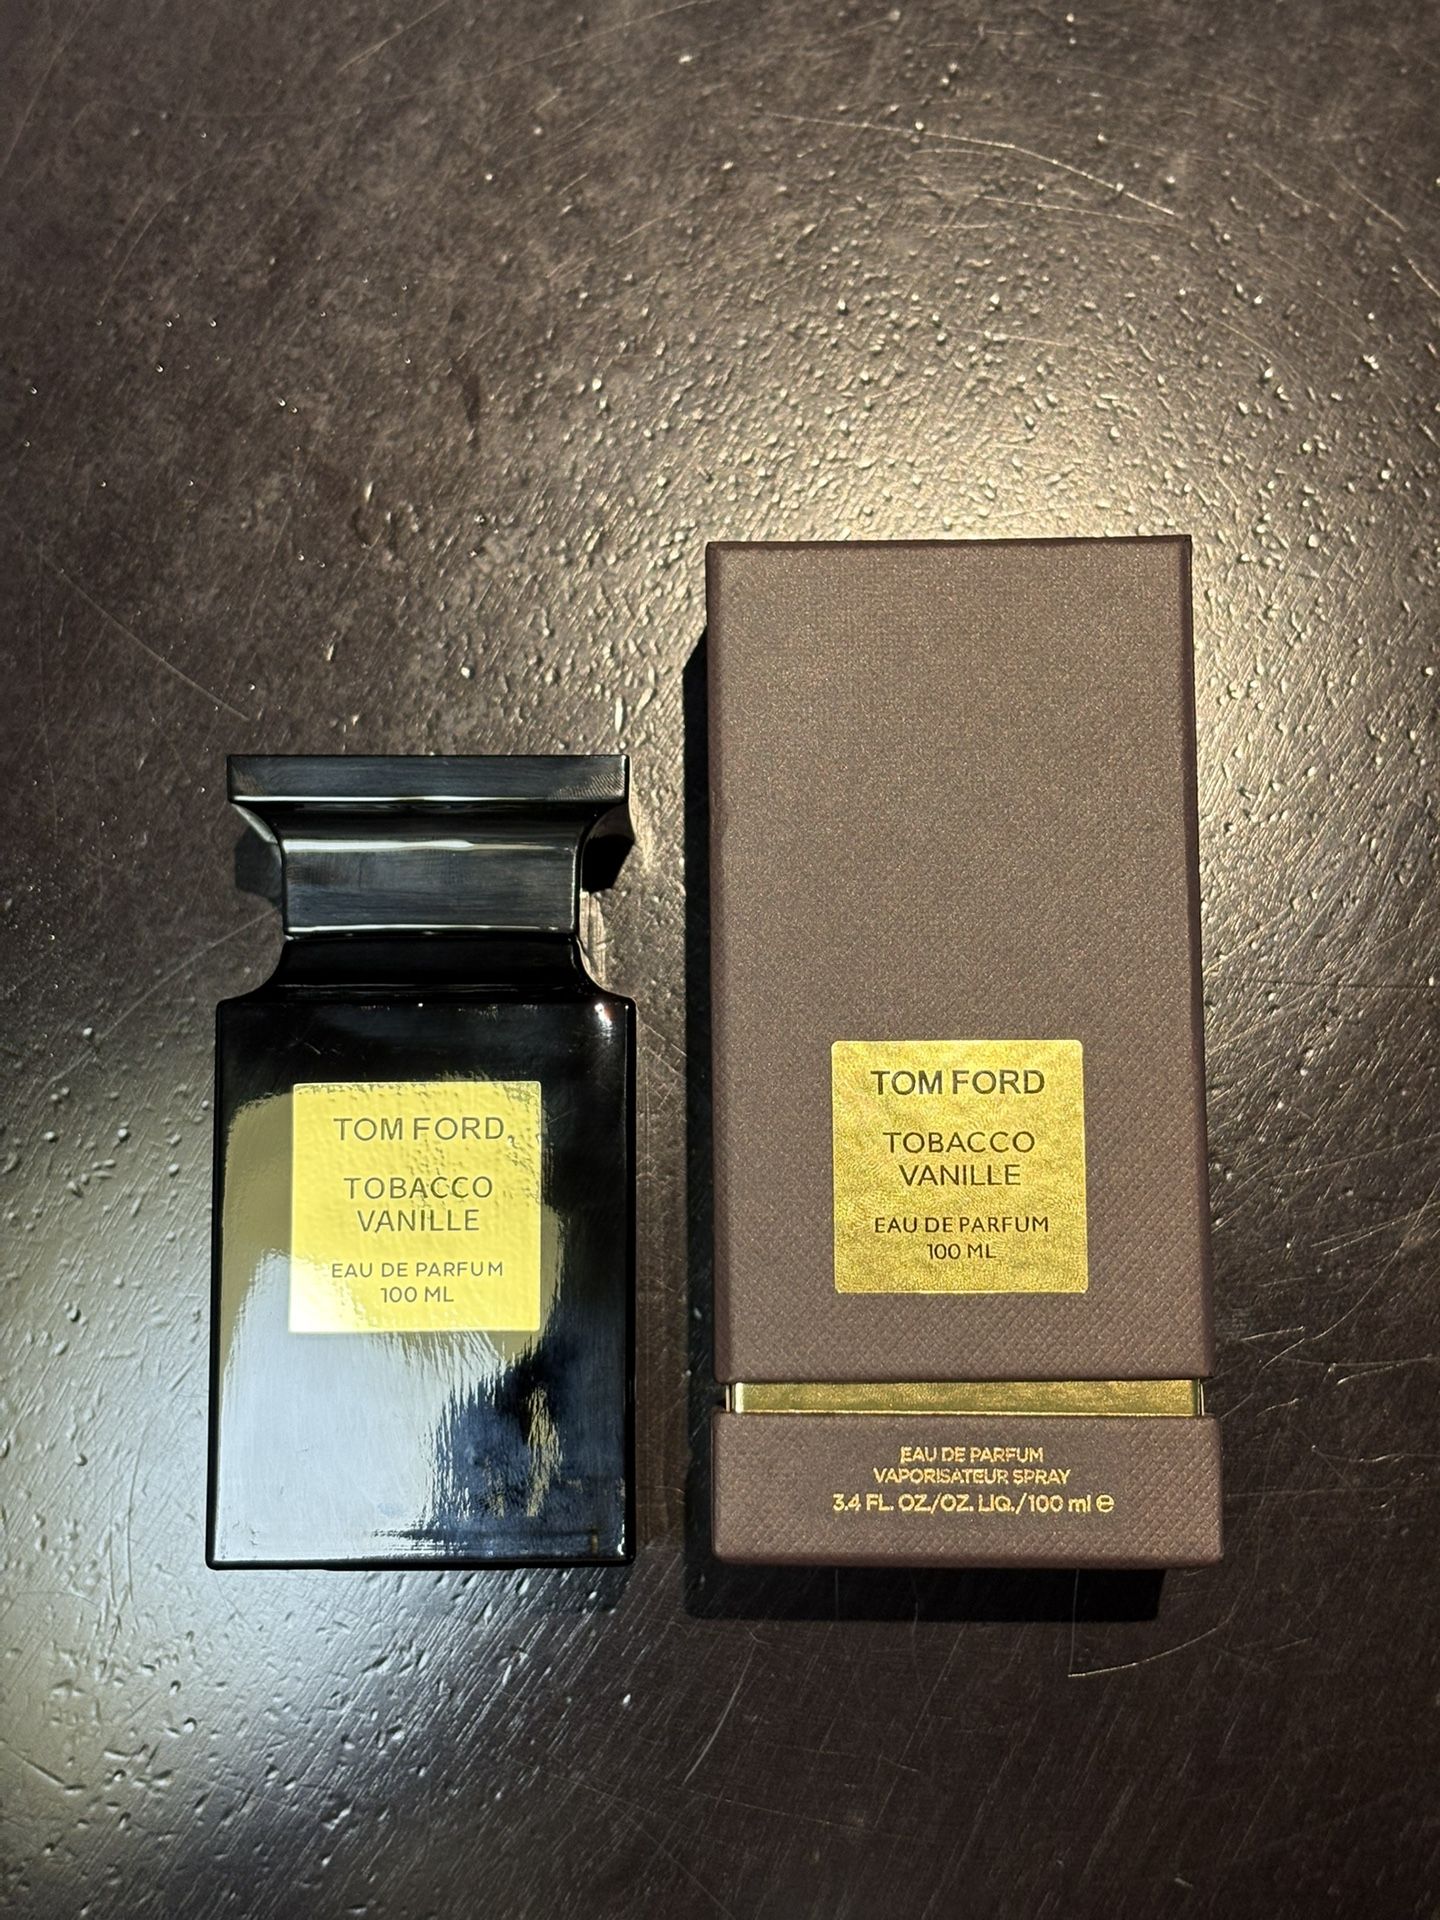 TOM FORD
TOBACCO
VANILLE
EAU DE PARFUM
100 ML
TOM FORD
TOBACCO
VANILLE
EAU DE PARFUM
100 ML
EAU DE PARFUM
VAPORISATEUR SPRAY
3.4 FL. OZ./OZ. LIQ./100 ml ℮